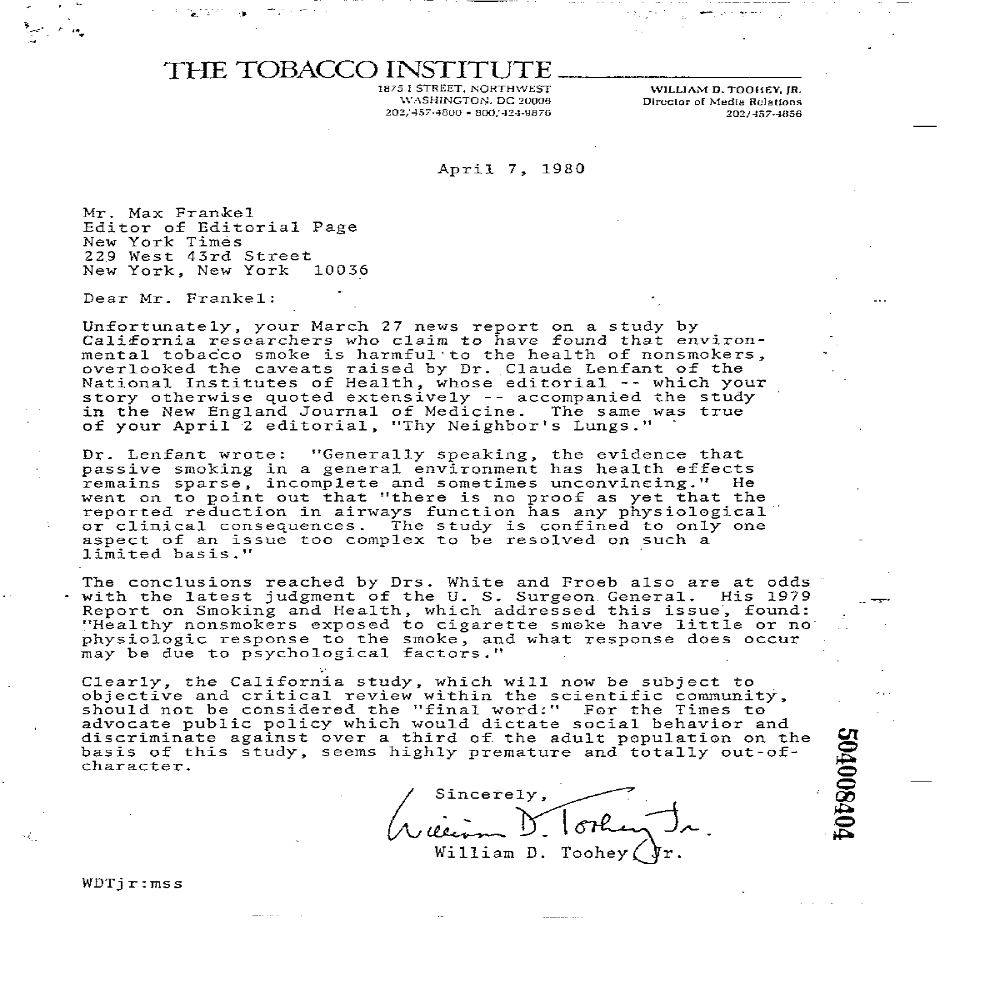 THE TOBACCO INSTITUTE
1875 I STREET, NORTHWEST
WASHINGTON, DC 20006
202/457-4800 • 800/424-9876
WILLIAM D. TOOHEY, JR.
Director of Media Relations
202/457-4856
April 7, 1980
Mr. Max Frankel
Editor of Editorial Page
New York Times
229 West 43rd Street
New York, New York 10036
Dear Mr. Frankel:
Unfortunately, your March 27 news report on a study by
California researchers who claim to have found that environ-
mental tobacco smoke is harmful to the health of nonsmokers,
overlooked the caveats raised by Dr. Claude Lenfant of the
National Institutes of Health, whose editorial -- which your
story otherwise quoted extensively -- accompanied the study
in the New England Journal of Medicine. The same was true
of your April 2 editorial, "Thy Neighbor's Lungs."
Dr. Lenfant wrote: "Generally speaking, the evidence that
passive smoking in a general environment has health effects
remains sparse, incomplete and sometimes unconvincing." He
went on to point out that "there is no proof as yet that the
reported reduction in airways function has any physiological
or clinical consequences. The study is confined to only one
aspect of an issue too complex to be resolved on such a
limited basis."
The conclusions reached by Drs. White and Froeb also are at odds
with the latest judgment of the U. S. Surgeon General. His 1979
Report on Smoking and Health, which addressed this issue, found:
"Healthy nonsmokers exposed to cigarette smoke have little or no
physiologic response to the smoke, and what response does occur
may be due to psychological factors."
Clearly, the California study, which will now be subject to
objective and critical review within the scientific community,
should not be considered the "final word:" For the Times to
advocate public policy which would dictate social behavior and
discriminate against over a third of the adult population on the
basis of this study, seems highly premature and totally out-of-
character.
Sincerely,
William D. Toohey Jr.
William D. Toohey, Jr.
WDTjr:mss
504008404